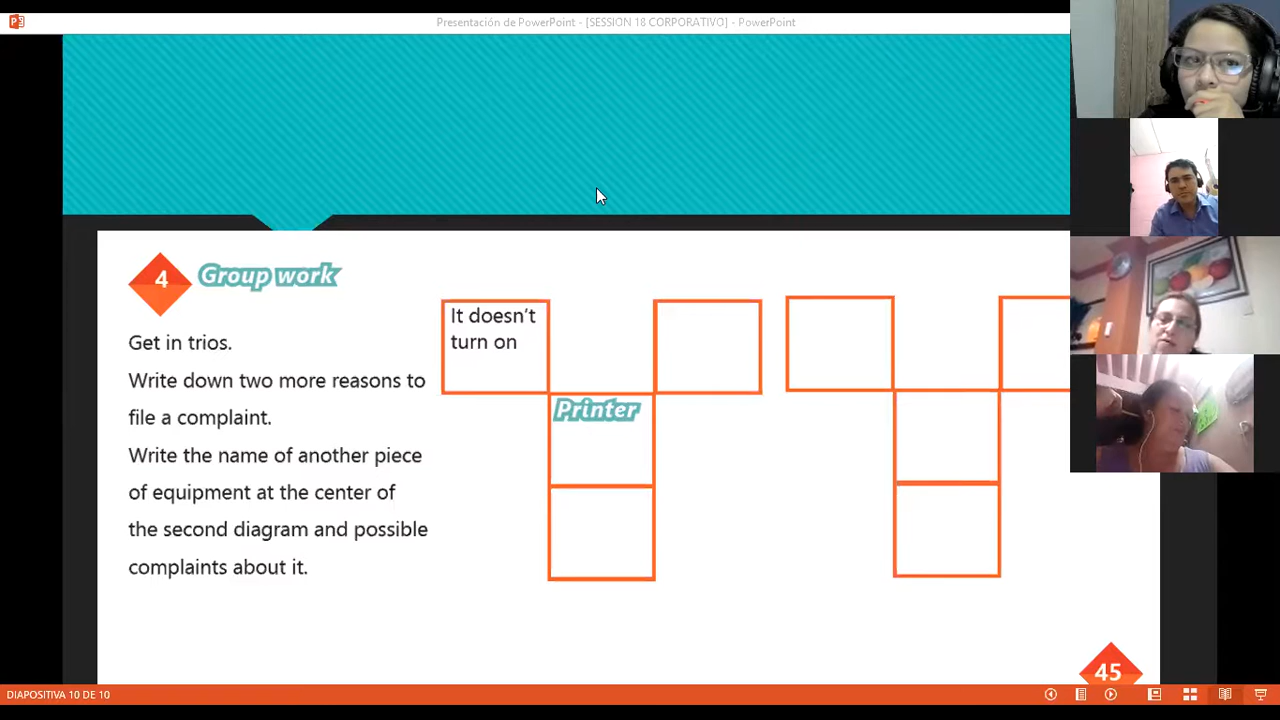 Presentación de PowerPoint - [SESSION 18 CORPORATIVO] - PowerPoint
4
Group work
Get in trios.
Write down two more reasons to
file a complaint.
Write the name of another piece
of equipment at the center of
the second diagram and possible
complaints about it.
It doesn't
turn on
Printer
45
DIAPOSITIVA 10 DE 10